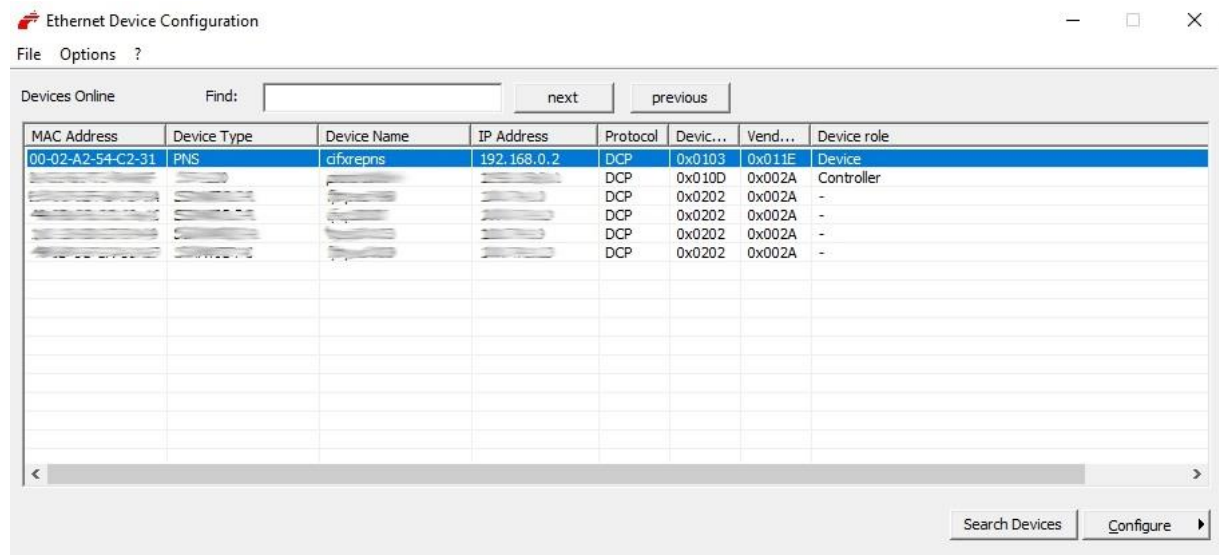 Ethernet Device Configuration
File Options ?
Devices Online Find: next previous
MAC Address Device Type Device Name IP Address Protocol Devic... Vend... Device role
00-02-A2-54-C2-31 PNS cifxrepns 192.168.0.2 DCP 0x0103 0x011E Device
DCP 0x010D 0x002A Controller
DCP 0x0202 0x002A -
DCP 0x0202 0x002A -
DCP 0x0202 0x002A -
DCP 0x0202 0x002A -
Search Devices Configure